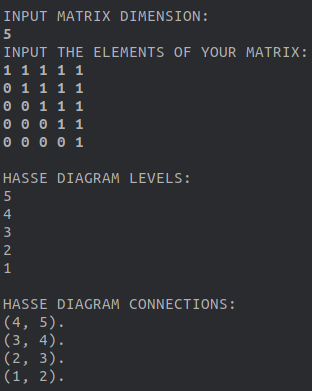 INPUT MATRIX DIMENSION:
5
INPUT THE ELEMENTS OF YOUR MATRIX:
1 1 1 1 1
0 1 1 1 1
0 0 1 1 1
0 0 0 1 1
0 0 0 0 1
HASSE DIAGRAM LEVELS:
5
4
3
2
1
HASSE DIAGRAM CONNECTIONS:
(4, 5).
(3, 4).
(2, 3).
(1, 2).